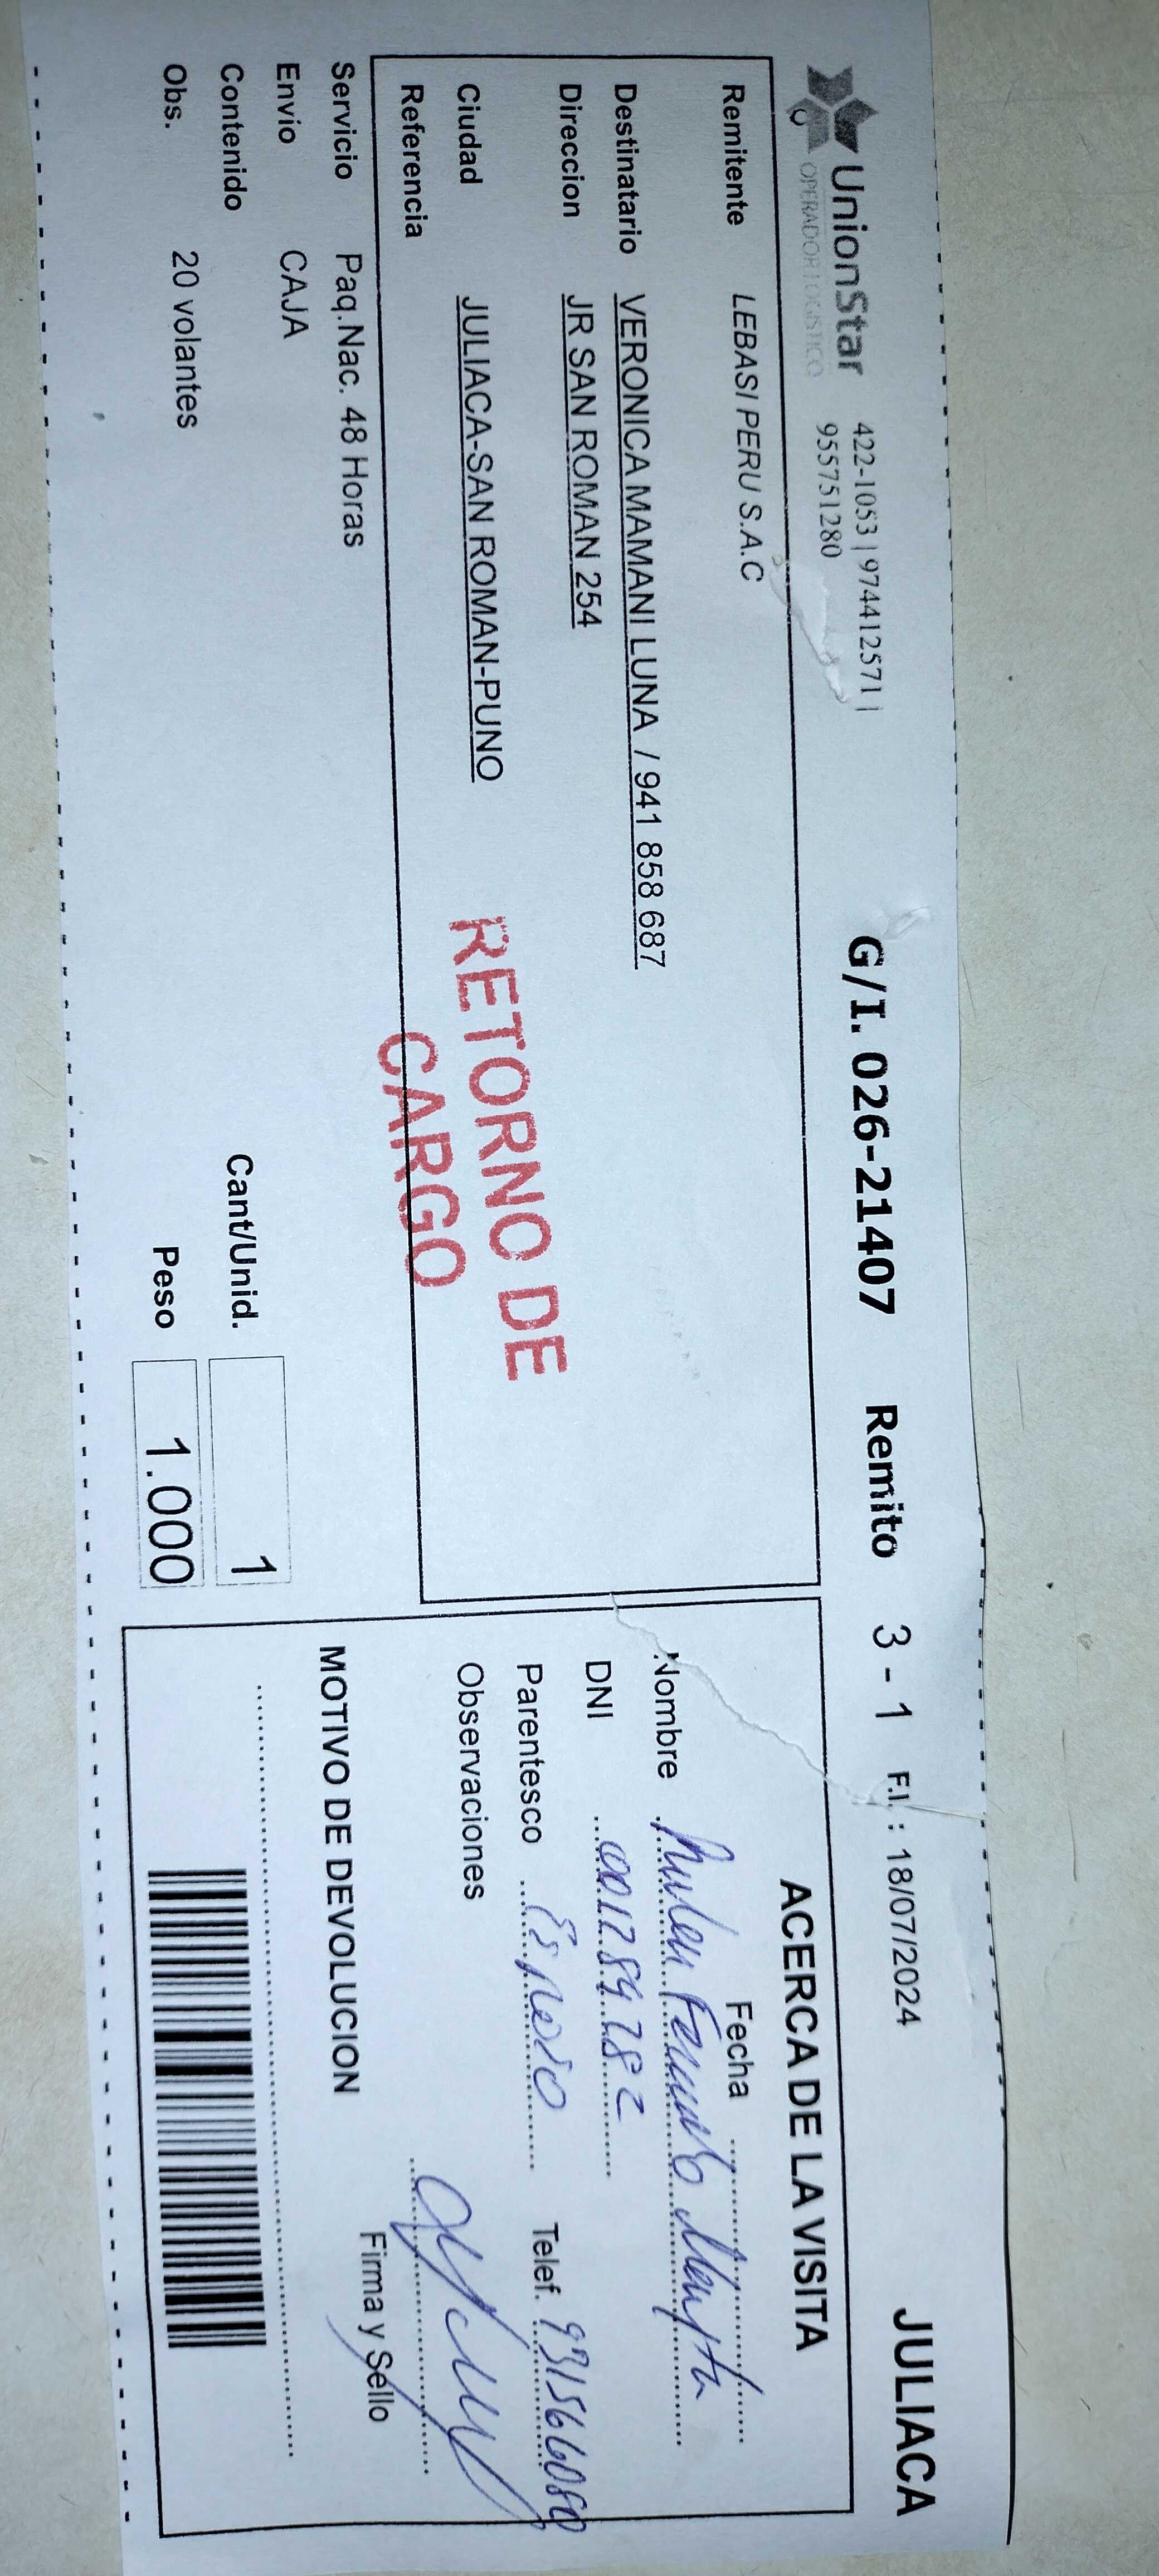 UnionStar 422-1053 | 974412571 |
OPERADOR LOGISTICO 955751280
G/I. 026-21407 Remito 3 - 1 F.I. : 18/07/2024 JULIACA
Remitente LEBASI PERU S.A.C
Destinatario VERONICA MAMANI LUNA / 941 858 687
Direccion JR SAN ROMAN 254
Ciudad JULIACA-SAN ROMAN-PUNO
Referencia
RETORNO DE
CARGO
Servicio Paq.Nac. 48 Horas
Envio CAJA
Contenido
Obs. 20 volantes
Cant/Unid. 1
Peso 1.000
ACERCA DE LA VISITA
Fecha
Nombre
DNI
Parentesco Esposo Telef. 931566080
Observaciones
Firma y Sello
MOTIVO DE DEVOLUCION